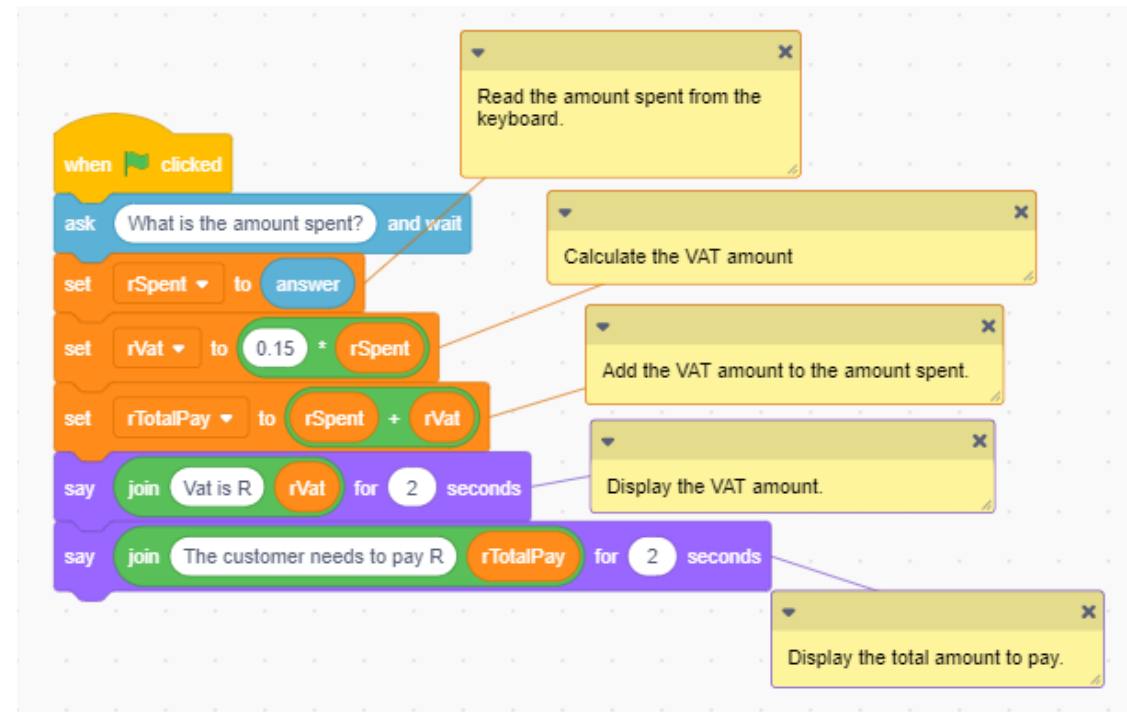 Read the amount spent from the
keyboard.
when clicked
ask What is the amount spent? and wait
Calculate the VAT amount
set rSpent to answer
set rVat to 0.15 * rSpent
Add the VAT amount to the amount spent.
set rTotalPay to rSpent + rVat
say join Vat is R rVat for 2 seconds
Display the VAT amount.
say join The customer needs to pay R rTotalPay for 2 seconds
Display the total amount to pay.